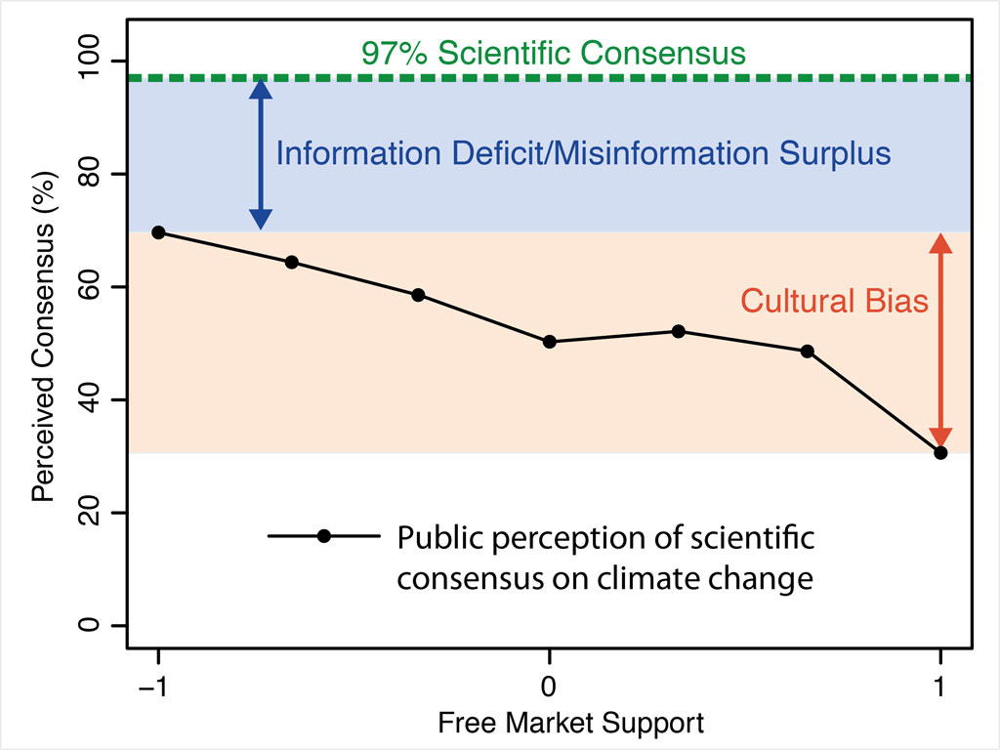 97% Scientific Consensus
Information Deficit/Misinformation Surplus
Cultural Bias
Public perception of scientific
consensus on climate change
Perceived Consensus (%)
100
80
60
40
20
0
−1
0
1
Free Market Support